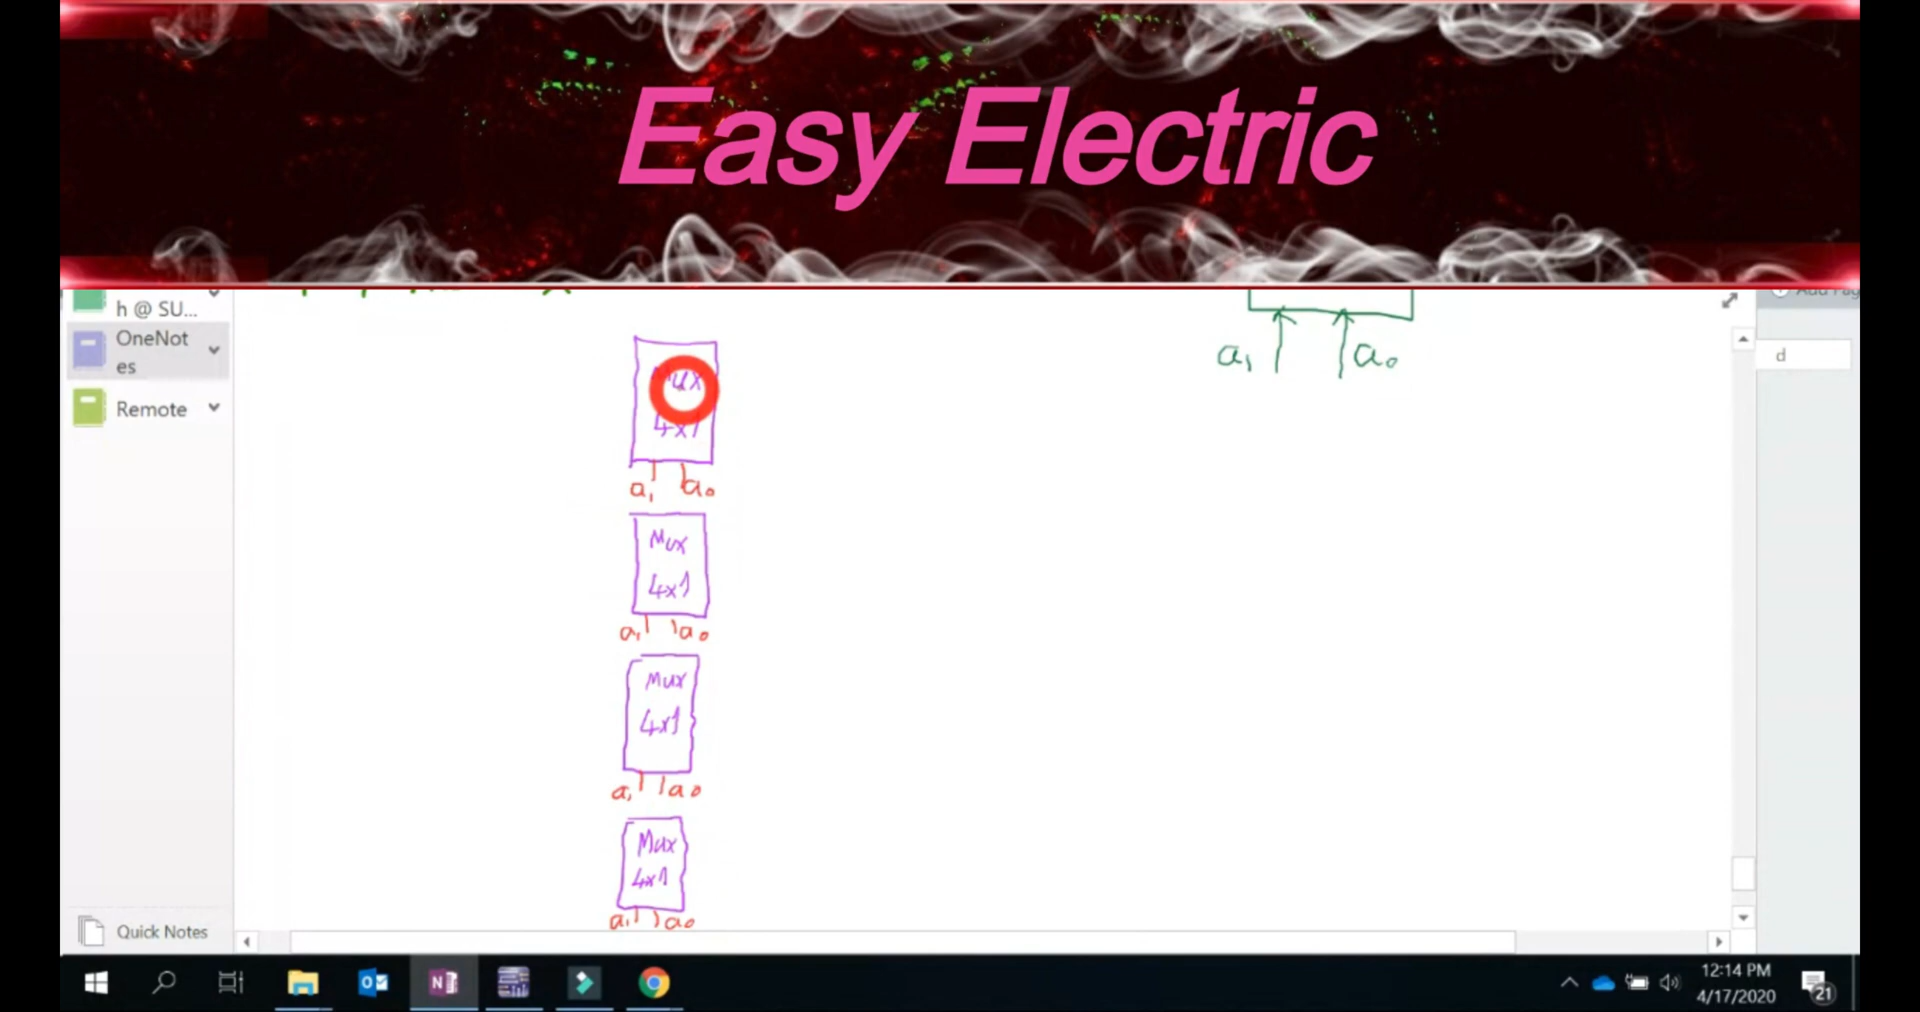 Easy Electric
h @ SU...
OneNot
es
Remote
Quick Notes
d
a₁ a₀
Mux
4x1
a₁ a₀
Mux
4x1
a₁ a₀
Mux
4x1
a₁ a₀
Mux
4x1
a₁ a₀
12:14 PM
4/17/2020
21